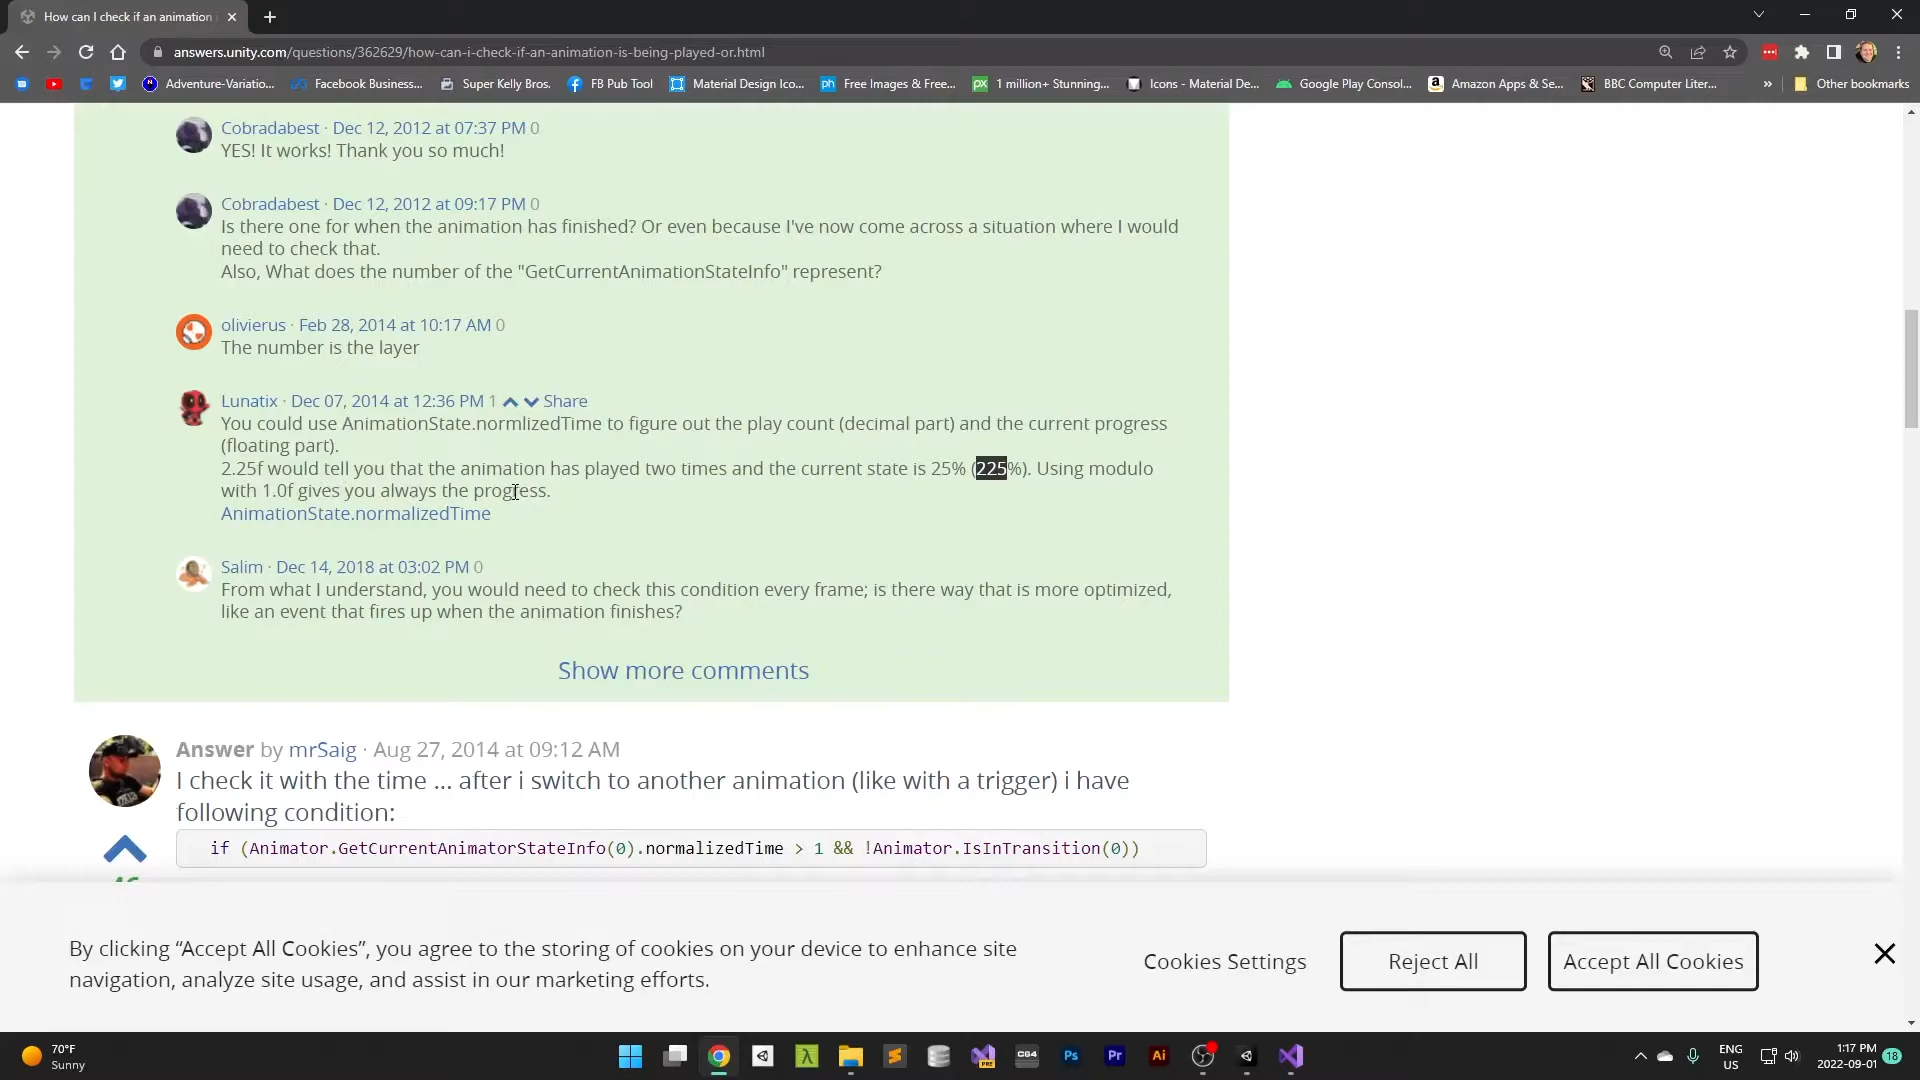 How can I check if an animation
answers.unity.com/questions/362629/how-can-i-check-if-an-animation-is-being-played-or.html
Adventure-Variatio...
Facebook Business...
Super Kelly Bros.
FB Pub Tool
Material Design Ico...
ph
Free Images & Free...
px
1 million+ Stunning...
Icons - Material De...
Google Play Consol...
Amazon Apps & Se...
BBC Computer Liter...
»
Other bookmarks
Cobradabest · Dec 12, 2012 at 07:37 PM 0
YES! It works! Thank you so much!
Cobradabest · Dec 12, 2012 at 09:17 PM 0
Is there one for when the animation has finished? Or even because I've now come across a situation where I would
need to check that.
Also, What does the number of the "GetCurrentAnimationStateInfo" represent?
olivierus · Feb 28, 2014 at 10:17 AM 0
The number is the layer
Lunatix · Dec 07, 2014 at 12:36 PM 1 Share
You could use AnimationState.normlizedTime to figure out the play count (decimal part) and the current progress
(floating part).
2.25f would tell you that the animation has played two times and the current state is 25% (225%). Using modulo
with 1.0f gives you always the progress.
AnimationState.normalizedTime
Salim · Dec 14, 2018 at 03:02 PM 0
From what I understand, you would need to check this condition every frame; is there way that is more optimized,
like an event that fires up when the animation finishes?
Show more comments
Answer by mrSaig · Aug 27, 2014 at 09:12 AM
I check it with the time ... after i switch to another animation (like with a trigger) i have
following condition:
if (Animator.GetCurrentAnimatorStateInfo(0).normalizedTime > 1 && !Animator.IsInTransition(0))
By clicking “Accept All Cookies”, you agree to the storing of cookies on your device to enhance site
navigation, analyze site usage, and assist in our marketing efforts.
Cookies Settings
Reject All
Accept All Cookies
70°F
Sunny
PRE
C64
Ps
Pr
Ai
ENG
US
1:17 PM
2022-09-01
18